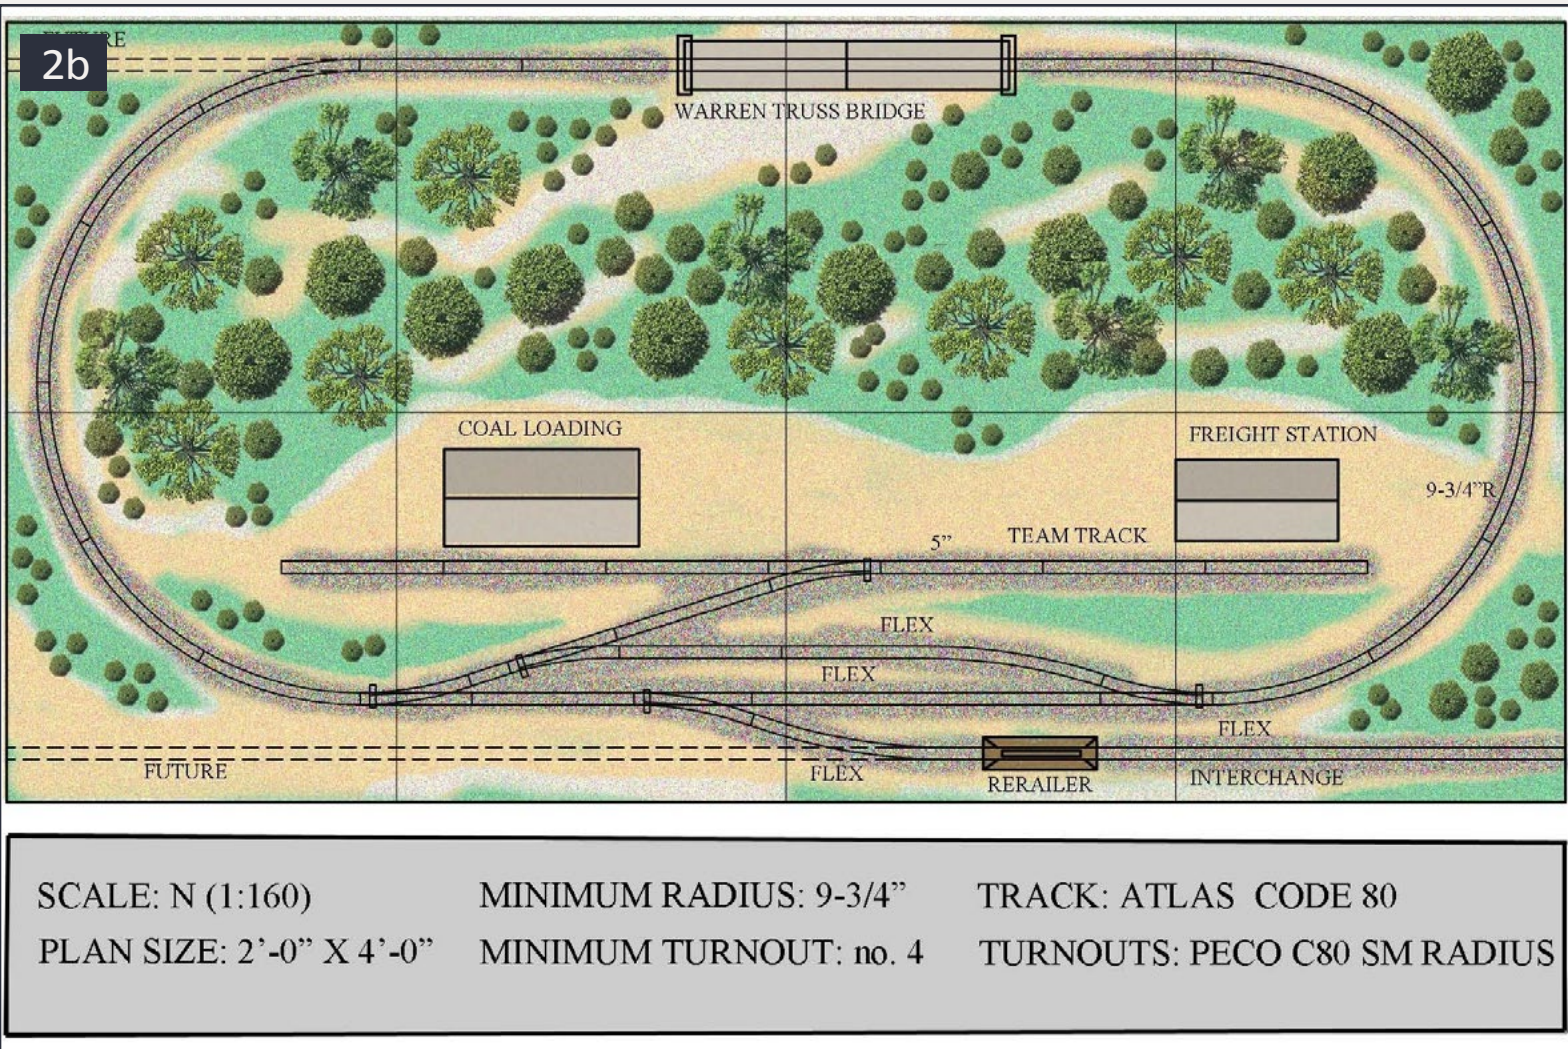 2b
WARREN TRUSS BRIDGE
COAL LOADING
FREIGHT STATION
9-3/4”R
5”
TEAM TRACK
FLEX
FLEX
FLEX
FUTURE
FLEX
RERAILER
INTERCHANGE
SCALE: N (1:160)
MINIMUM RADIUS: 9-3/4”
TRACK: ATLAS CODE 80
PLAN SIZE: 2’-0” X 4’-0”
MINIMUM TURNOUT: no. 4
TURNOUTS: PECO C80 SM RADIUS